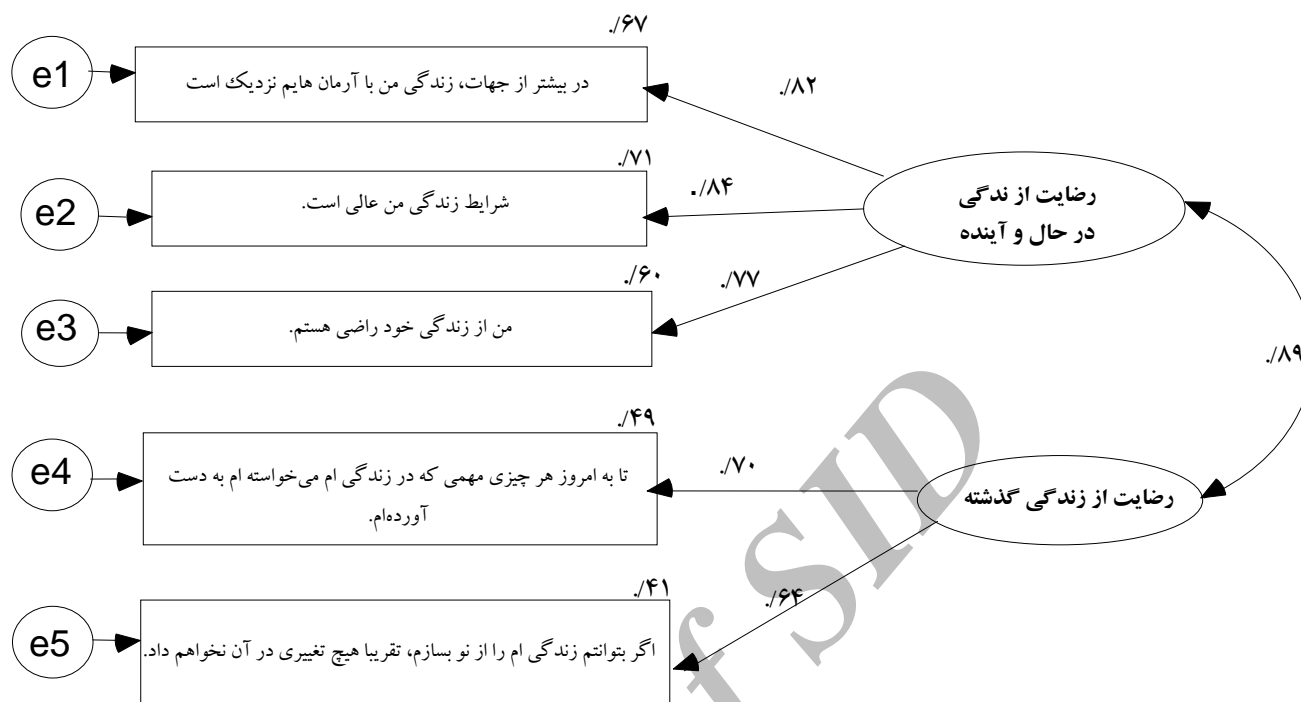 ./۶۷
e1
در بیشتر از جهات، زندگی من با آرمان هایم نزدیک است
./۸۲
./۷۱
e2
شرایط زندگی من عالی است.
./۸۴
رضایت از ندگی
در حال و آینده
./۶۰
e3
من از زندگی خود راضی هستم.
./۷۷
./۸۹
./۴۹
e4
تا به امروز هر چیزی مهمی که در زندگی ام می‌خواسته ام به دست
آورده‌ام.
./۷۰
رضایت از زندگی گذشته
./۴۱
e5
اگر بتوانتم زندگی ام را از نو بسازم، تقریبا هیچ تغییری در آن نخواهم داد.
./۶۴
f SID